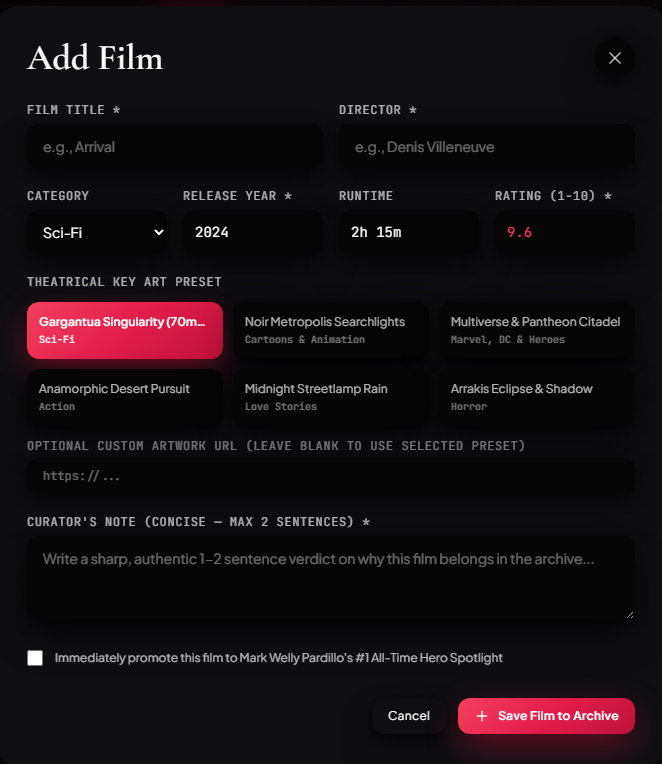 Add Film
FILM TITLE * DIRECTOR *
e.g., Arrival e.g., Denis Villeneuve
CATEGORY RELEASE YEAR * RUNTIME RATING (1-10) *
Sci-Fi 2024 2h 15m 9.6
THEATRICAL KEY ART PRESET
Gargantua Singularity (70m... Noir Metropolis Searchlights Multiverse & Pantheon Citadel
Sci-Fi Cartoons & Animation Marvel, DC & Heroes
Anamorphic Desert Pursuit Midnight Streetlamp Rain Arrakis Eclipse & Shadow
Action Love Stories Horror
OPTIONAL CUSTOM ARTWORK URL (LEAVE BLANK TO USE SELECTED PRESET)
https://...
CURATOR'S NOTE (CONCISE — MAX 2 SENTENCES) *
Write a sharp, authentic 1–2 sentence verdict on why this film belongs in the archive...
Immediately promote this film to Mark Welly Pardillo's #1 All-Time Hero Spotlight
Cancel + Save Film to Archive